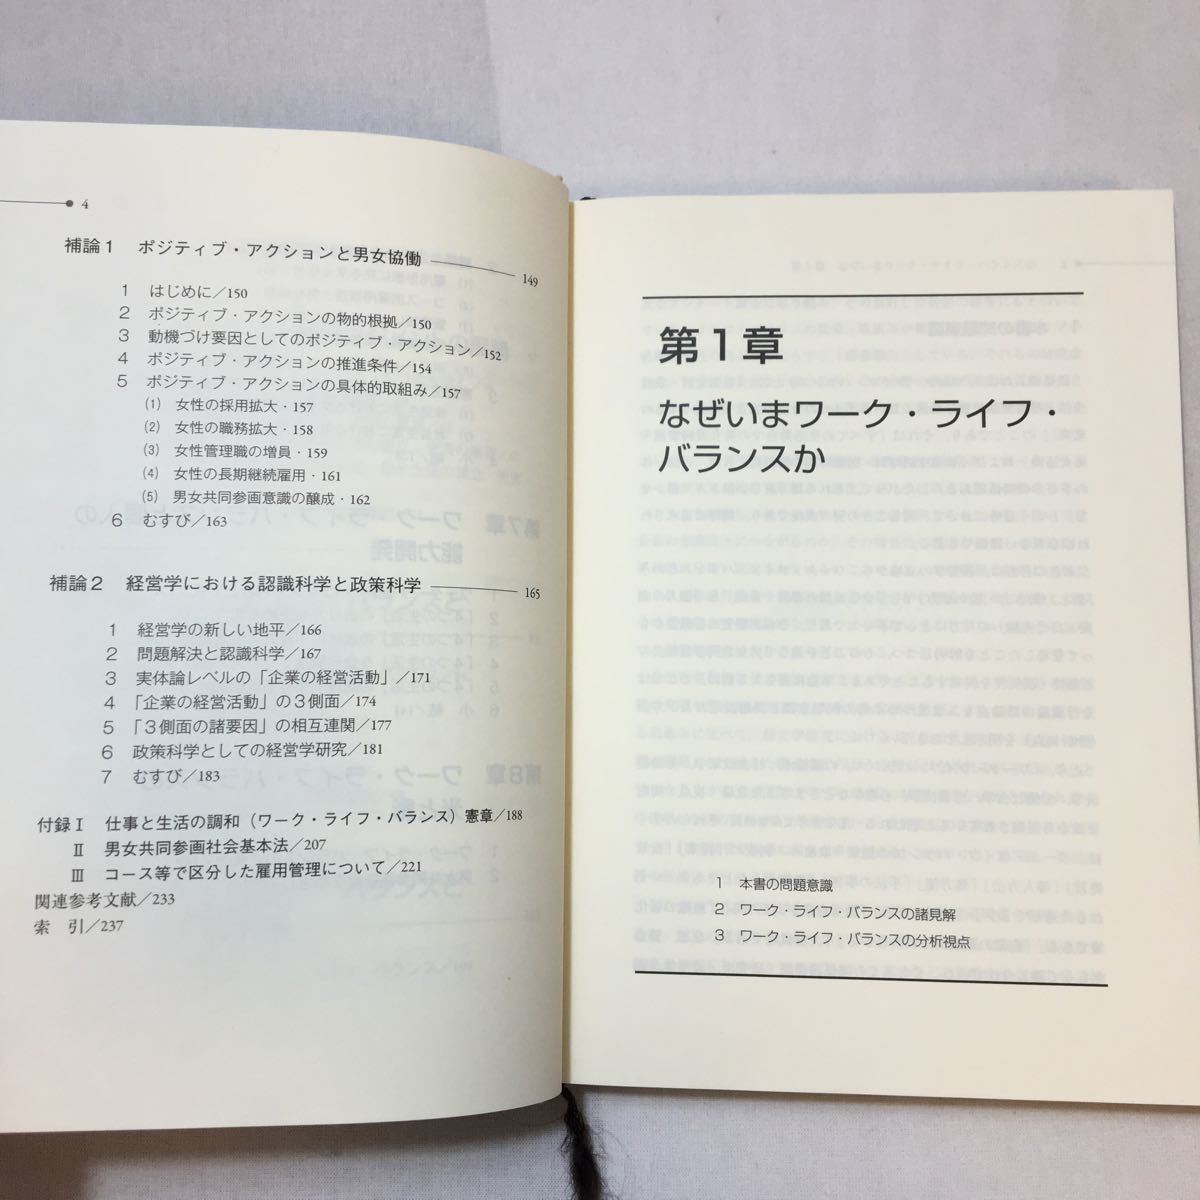 4
補論1 ポジティブ・アクションと男女協働 149
1 はじめに/150
2 ポジティブ・アクションの物的根拠/150
3 動機づけ要因としてのポジティブ・アクション/152
4 ポジティブ・アクションの推進条件/154
5 ポジティブ・アクションの具体的取組み/157
(1) 女性の採用拡大・157
(2) 女性の職務拡大・158
(3) 女性管理職の増員・159
(4) 女性の長期継続雇用・161
(5) 男女共同参画意識の醸成・162
6 むすび/163
補論2 経営学における認識科学と政策科学 165
1 経営学の新しい地平/166
2 問題解決と認識科学/167
3 実体論レベルの「企業の経営活動」/171
4 「企業の経営活動」の3側面/174
5 「3側面の諸要因」の相互連関/177
6 政策科学としての経営学研究/181
7 むすび/183
付録Ⅰ 仕事と生活の調和(ワーク・ライフ・バランス)憲章/188
Ⅱ 男女共同参画社会基本法/207
Ⅲ コース等で区分した雇用管理について/221
関連参考文献/233
索 引/237
第1章
なぜいまワーク・ライフ・
バランスか
1 本書の問題意識
2 ワーク・ライフ・バランスの諸見解
3 ワーク・ライフ・バランスの分析視点